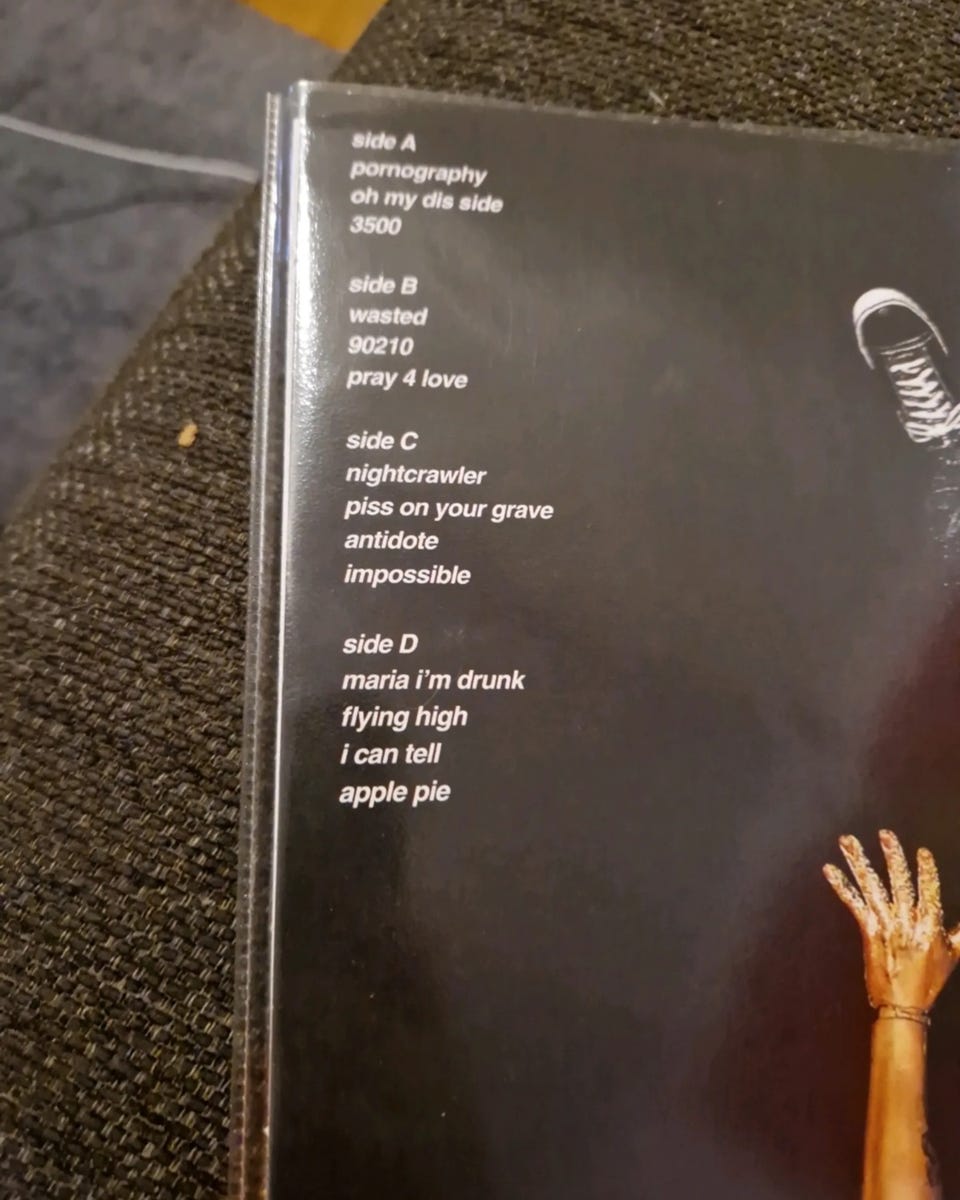 side A
pornography
oh my dis side
3500
side B
wasted
90210
pray 4 love
side C
nightcrawler
piss on your grave
antidote
impossible
side D
maria i'm drunk
flying high
i can tell
apple pie